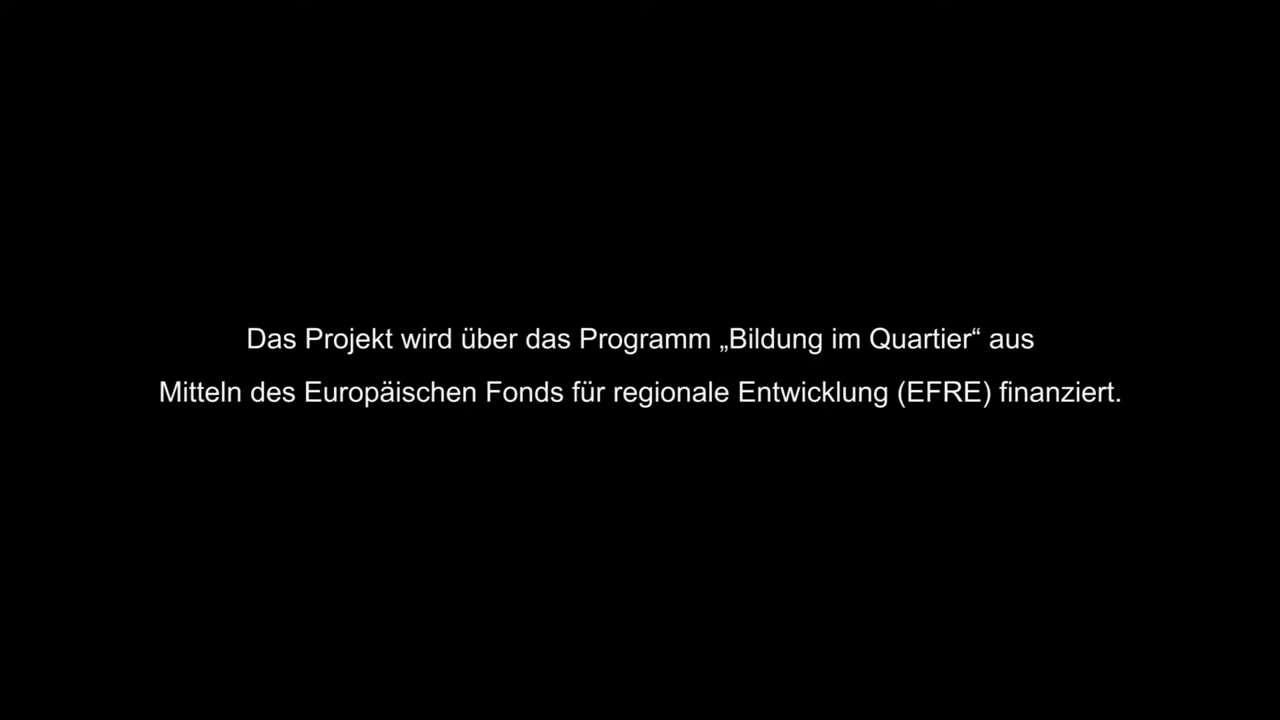 Das Projekt wird über das Programm „Bildung im Quartier“ aus
Mitteln des Europäischen Fonds für regionale Entwicklung (EFRE) finanziert.